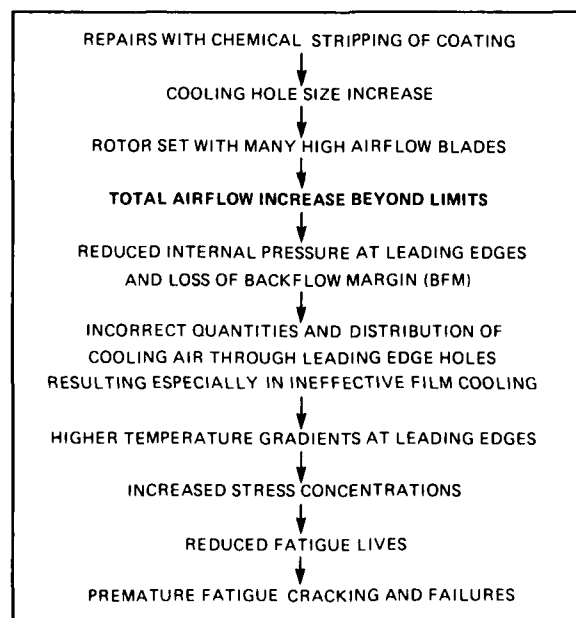 REPAIRS WITH CHEMICAL STRIPPING OF COATING
COOLING HOLE SIZE INCREASE
ROTOR SET WITH MANY HIGH AIRFLOW BLADES
TOTAL AIRFLOW INCREASE BEYOND LIMITS
REDUCED INTERNAL PRESSURE AT LEADING EDGES
AND LOSS OF BACKFLOW MARGIN (BFM)
INCORRECT QUANTITIES AND DISTRIBUTION OF
COOLING AIR THROUGH LEADING EDGE HOLES
RESULTING ESPECIALLY IN INEFFECTIVE FILM COOLING
HIGHER TEMPERATURE GRADIENTS AT LEADING EDGES
INCREASED STRESS CONCENTRATIONS
REDUCED FATIGUE LIVES
PREMATURE FATIGUE CRACKING AND FAILURES